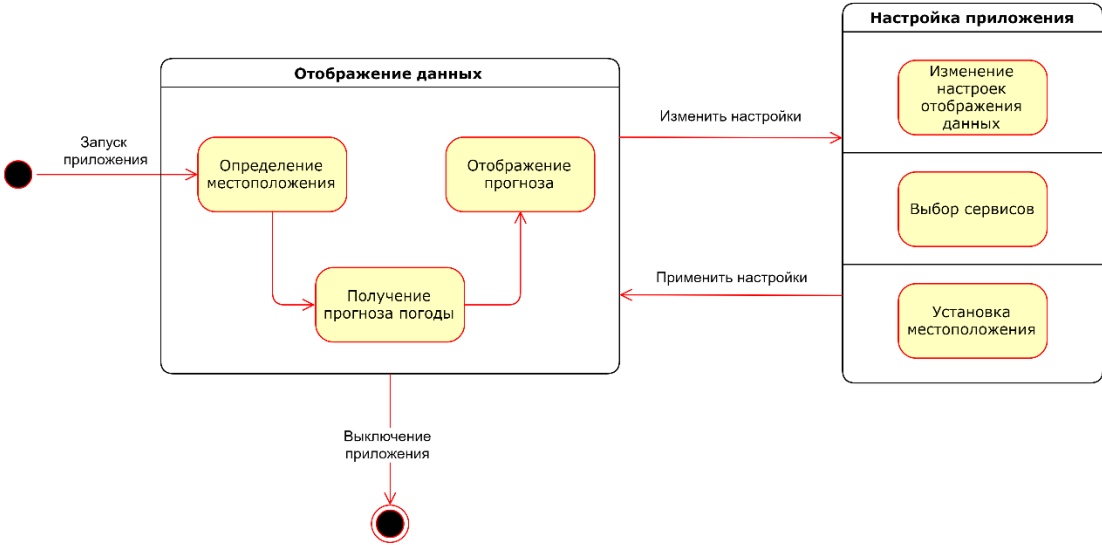 Настройка приложения
Изменение
настроек
отображения
данных
Отображение данных
Изменить настройки
Запуск
приложения
Определение
местоположения
Отображение
прогноза
Выбор сервисов
Применить настройки
Получение
прогноза погоды
Установка
местоположения
Выключение
приложения